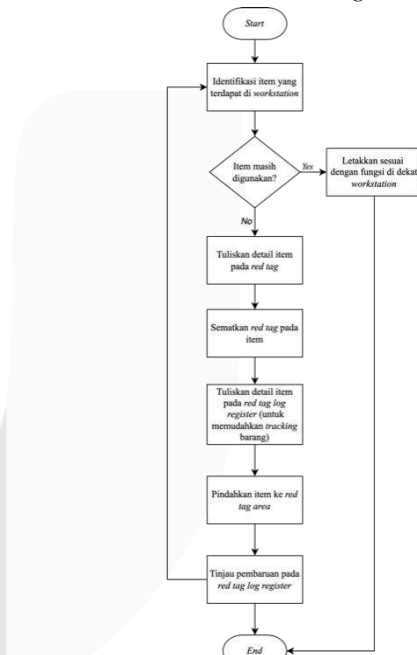 Start
Identifikasi item yang
terdapat di workstation
Item masih
digunakan?
Yes
Letakkan sesuai
dengan fungsi di dekat
workstation
No
Tuliskan detail item
pada red tag
Sematkan red tag pada
item
Tuliskan detail item
pada red tag log
register (untuk
memudahkan tracking
barang)
Pindahkan item ke red
tag area
Tinjau pembaruan pada
red tag log register
End